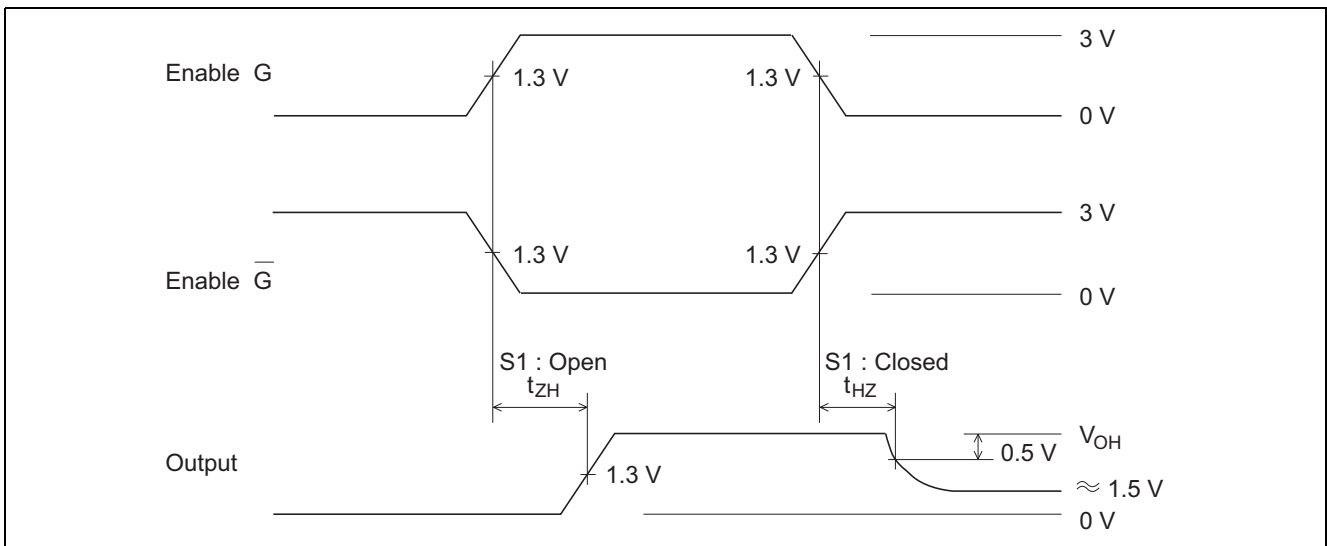 Enable G
1.3 V
1.3 V
3 V
0 V
Enable G̅
1.3 V
1.3 V
3 V
0 V
S1 : Open
tZH
S1 : Closed
tHZ
Output
1.3 V
0.5 V
VOH
≈ 1.5 V
0 V